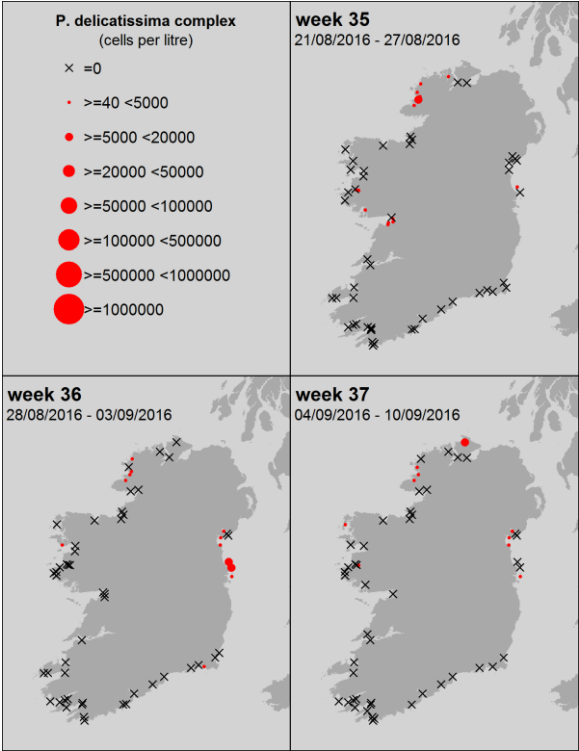 P. delicatissima complex
(cells per litre)
=0
>=40 <5000
>=5000 <20000
>=20000 <50000
>=50000 <100000
>=100000 <500000
>=500000 <1000000
>=1000000
week 35
21/08/2016 - 27/08/2016
week 36
28/08/2016 - 03/09/2016
week 37
04/09/2016 - 10/09/2016